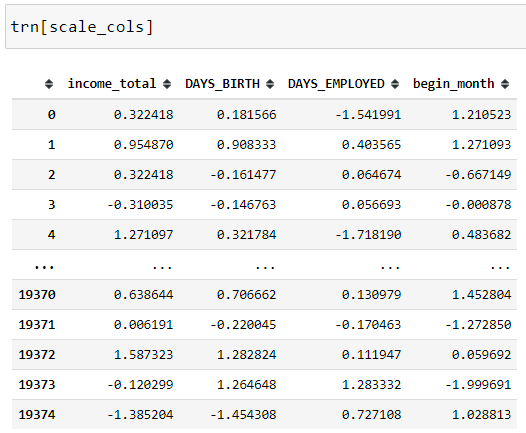 trn[scale_cols]
income_total DAYS_BIRTH DAYS_EMPLOYED begin_month
0 0.322418 0.181566 -1.541991 1.210523
1 0.954870 0.908333 0.403565 1.271093
2 0.322418 -0.161477 0.064674 -0.667149
3 -0.310035 -0.146763 0.056693 -0.000878
4 1.271097 0.321784 -1.718190 0.483682
... ... ... ... ...
19370 0.638644 0.706662 0.130979 1.452804
19371 0.006191 -0.220045 -0.170463 -1.272850
19372 1.587323 1.282824 0.111947 0.059692
19373 -0.120299 1.264648 1.283332 -1.999691
19374 -1.385204 -1.454308 0.727108 1.028813